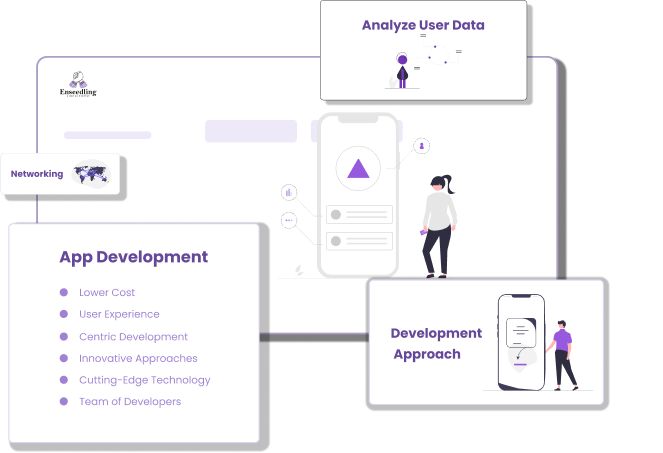 Analyze User Data
Enseedling
Networking
App Development
Lower Cost
User Experience
Centric Development
Innovative Approaches
Cutting-Edge Technology
Team of Developers
Development
Approach